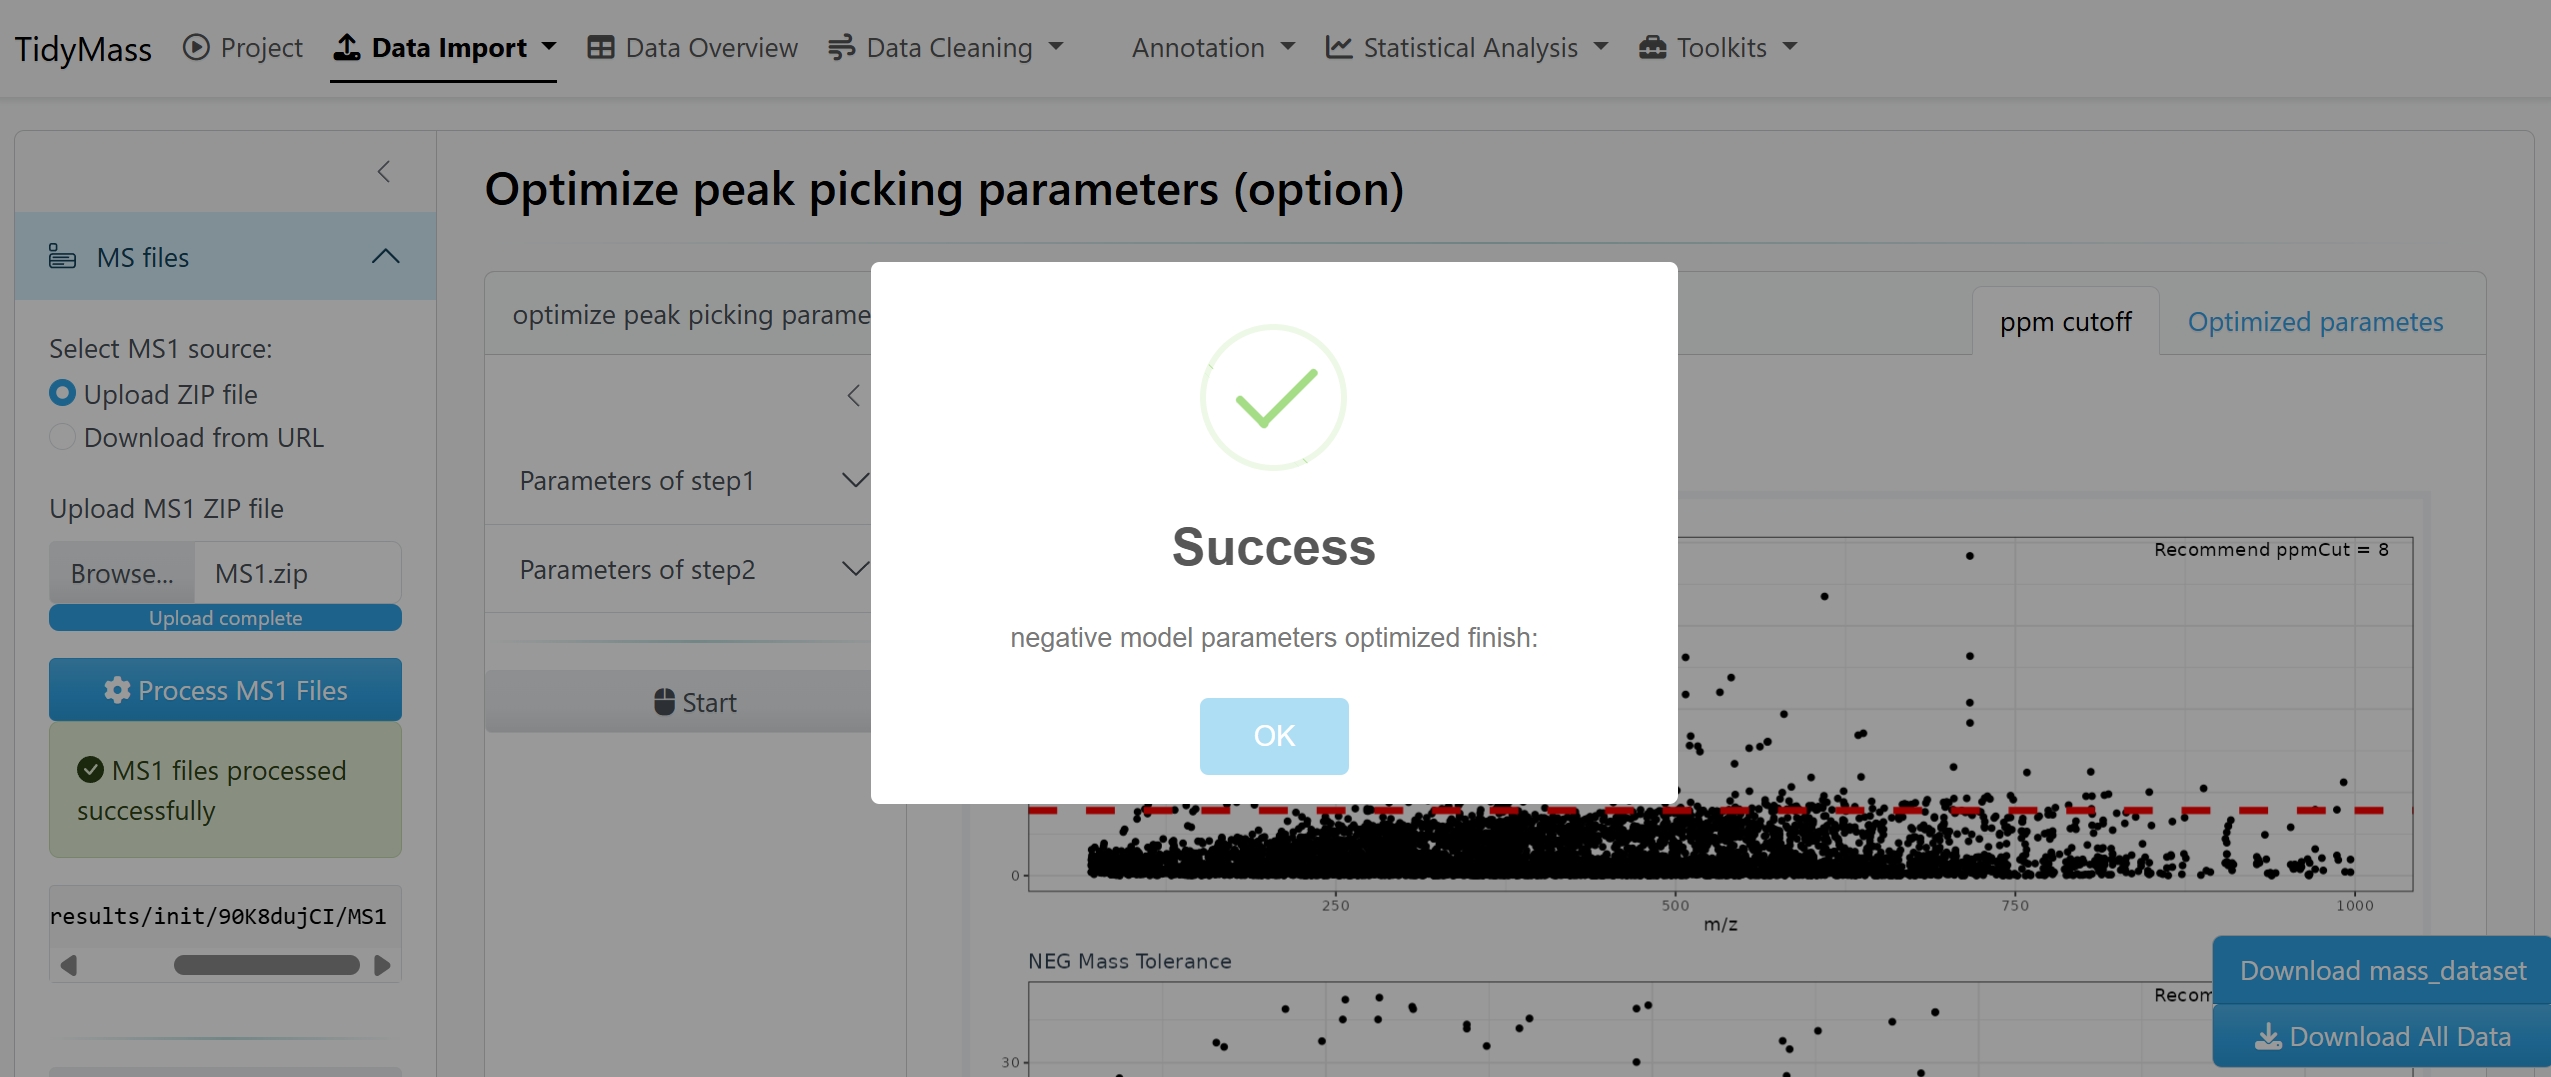 TidyMass Project Data Import Data Overview Data Cleaning Annotation Statistical Analysis Toolkits
Optimize peak picking parameters (option)
MS files
Select MS1 source:
Upload ZIP file
Download from URL
Upload MS1 ZIP file
Browse... MS1.zip
Upload complete
Process MS1 Files
MS1 files processed
successfully
results/init/90K8dujCI/MS1
optimize peak picking parame
ppm cutoff Optimized parametes
Parameters of step1
Parameters of step2
Start
Success
negative model parameters optimized finish:
OK
Recommend ppmCut = 8
0
250 500 750 1000
m/z
NEG Mass Tolerance
Recom
30
Download mass_dataset
Download All Data